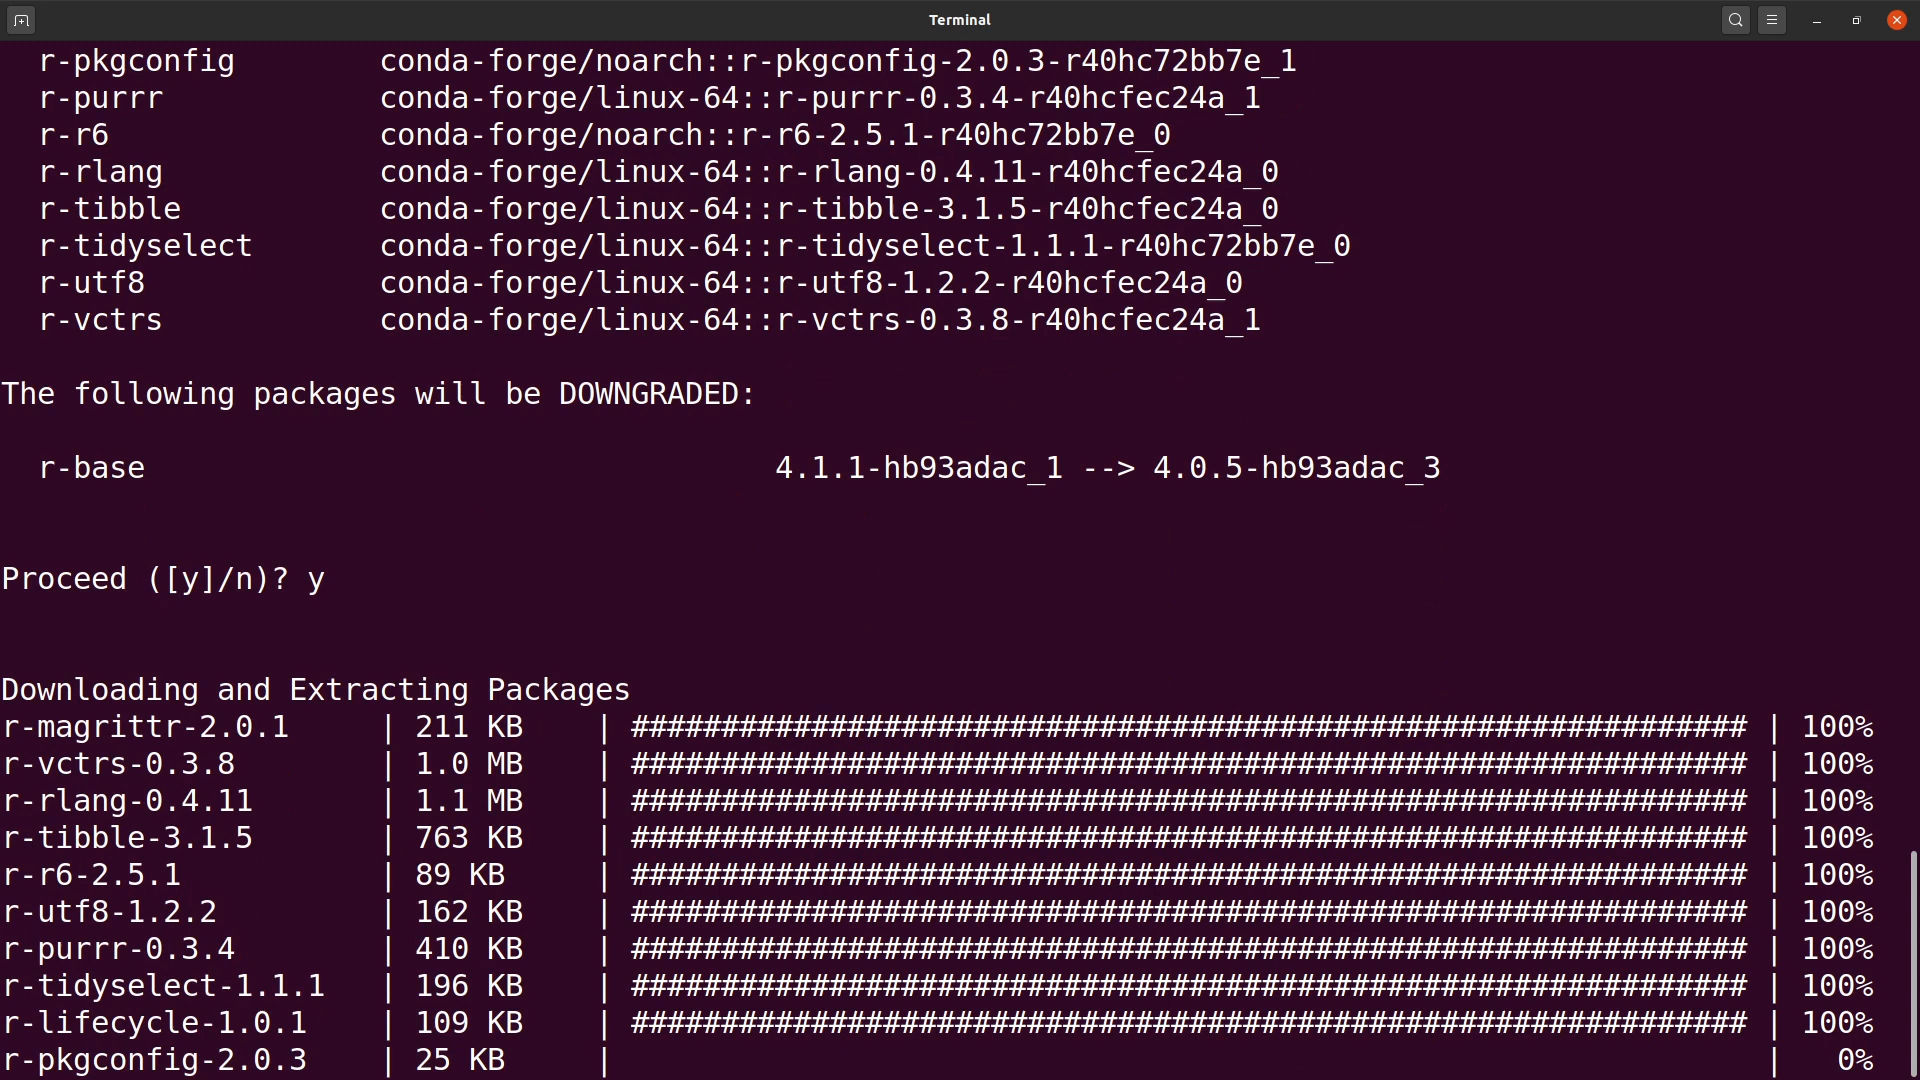 Terminal
r-pkgconfig        conda-forge/noarch::r-pkgconfig-2.0.3-r40hc72bb7e_1
r-purrr            conda-forge/linux-64::r-purrr-0.3.4-r40hcfec24a_1
r-r6               conda-forge/noarch::r-r6-2.5.1-r40hc72bb7e_0
r-rlang            conda-forge/linux-64::r-rlang-0.4.11-r40hcfec24a_0
r-tibble           conda-forge/linux-64::r-tibble-3.1.5-r40hcfec24a_0
r-tidyselect       conda-forge/linux-64::r-tidyselect-1.1.1-r40hc72bb7e_0
r-utf8             conda-forge/linux-64::r-utf8-1.2.2-r40hcfec24a_0
r-vctrs            conda-forge/linux-64::r-vctrs-0.3.8-r40hcfec24a_1
The following packages will be DOWNGRADED:
r-base                                   4.1.1-hb93adac_1 --> 4.0.5-hb93adac_3
Proceed ([y]/n)? y
Downloading and Extracting Packages
r-magrittr-2.0.1     | 211 KB    | ############################################################## | 100%
r-vctrs-0.3.8        | 1.0 MB    | ############################################################## | 100%
r-rlang-0.4.11       | 1.1 MB    | ############################################################## | 100%
r-tibble-3.1.5       | 763 KB    | ############################################################## | 100%
r-r6-2.5.1           | 89 KB     | ############################################################## | 100%
r-utf8-1.2.2         | 162 KB    | ############################################################## | 100%
r-purrr-0.3.4        | 410 KB    | ############################################################## | 100%
r-tidyselect-1.1.1   | 196 KB    | ############################################################## | 100%
r-lifecycle-1.0.1    | 109 KB    | ############################################################## | 100%
r-pkgconfig-2.0.3    | 25 KB     |                                                                |   0%